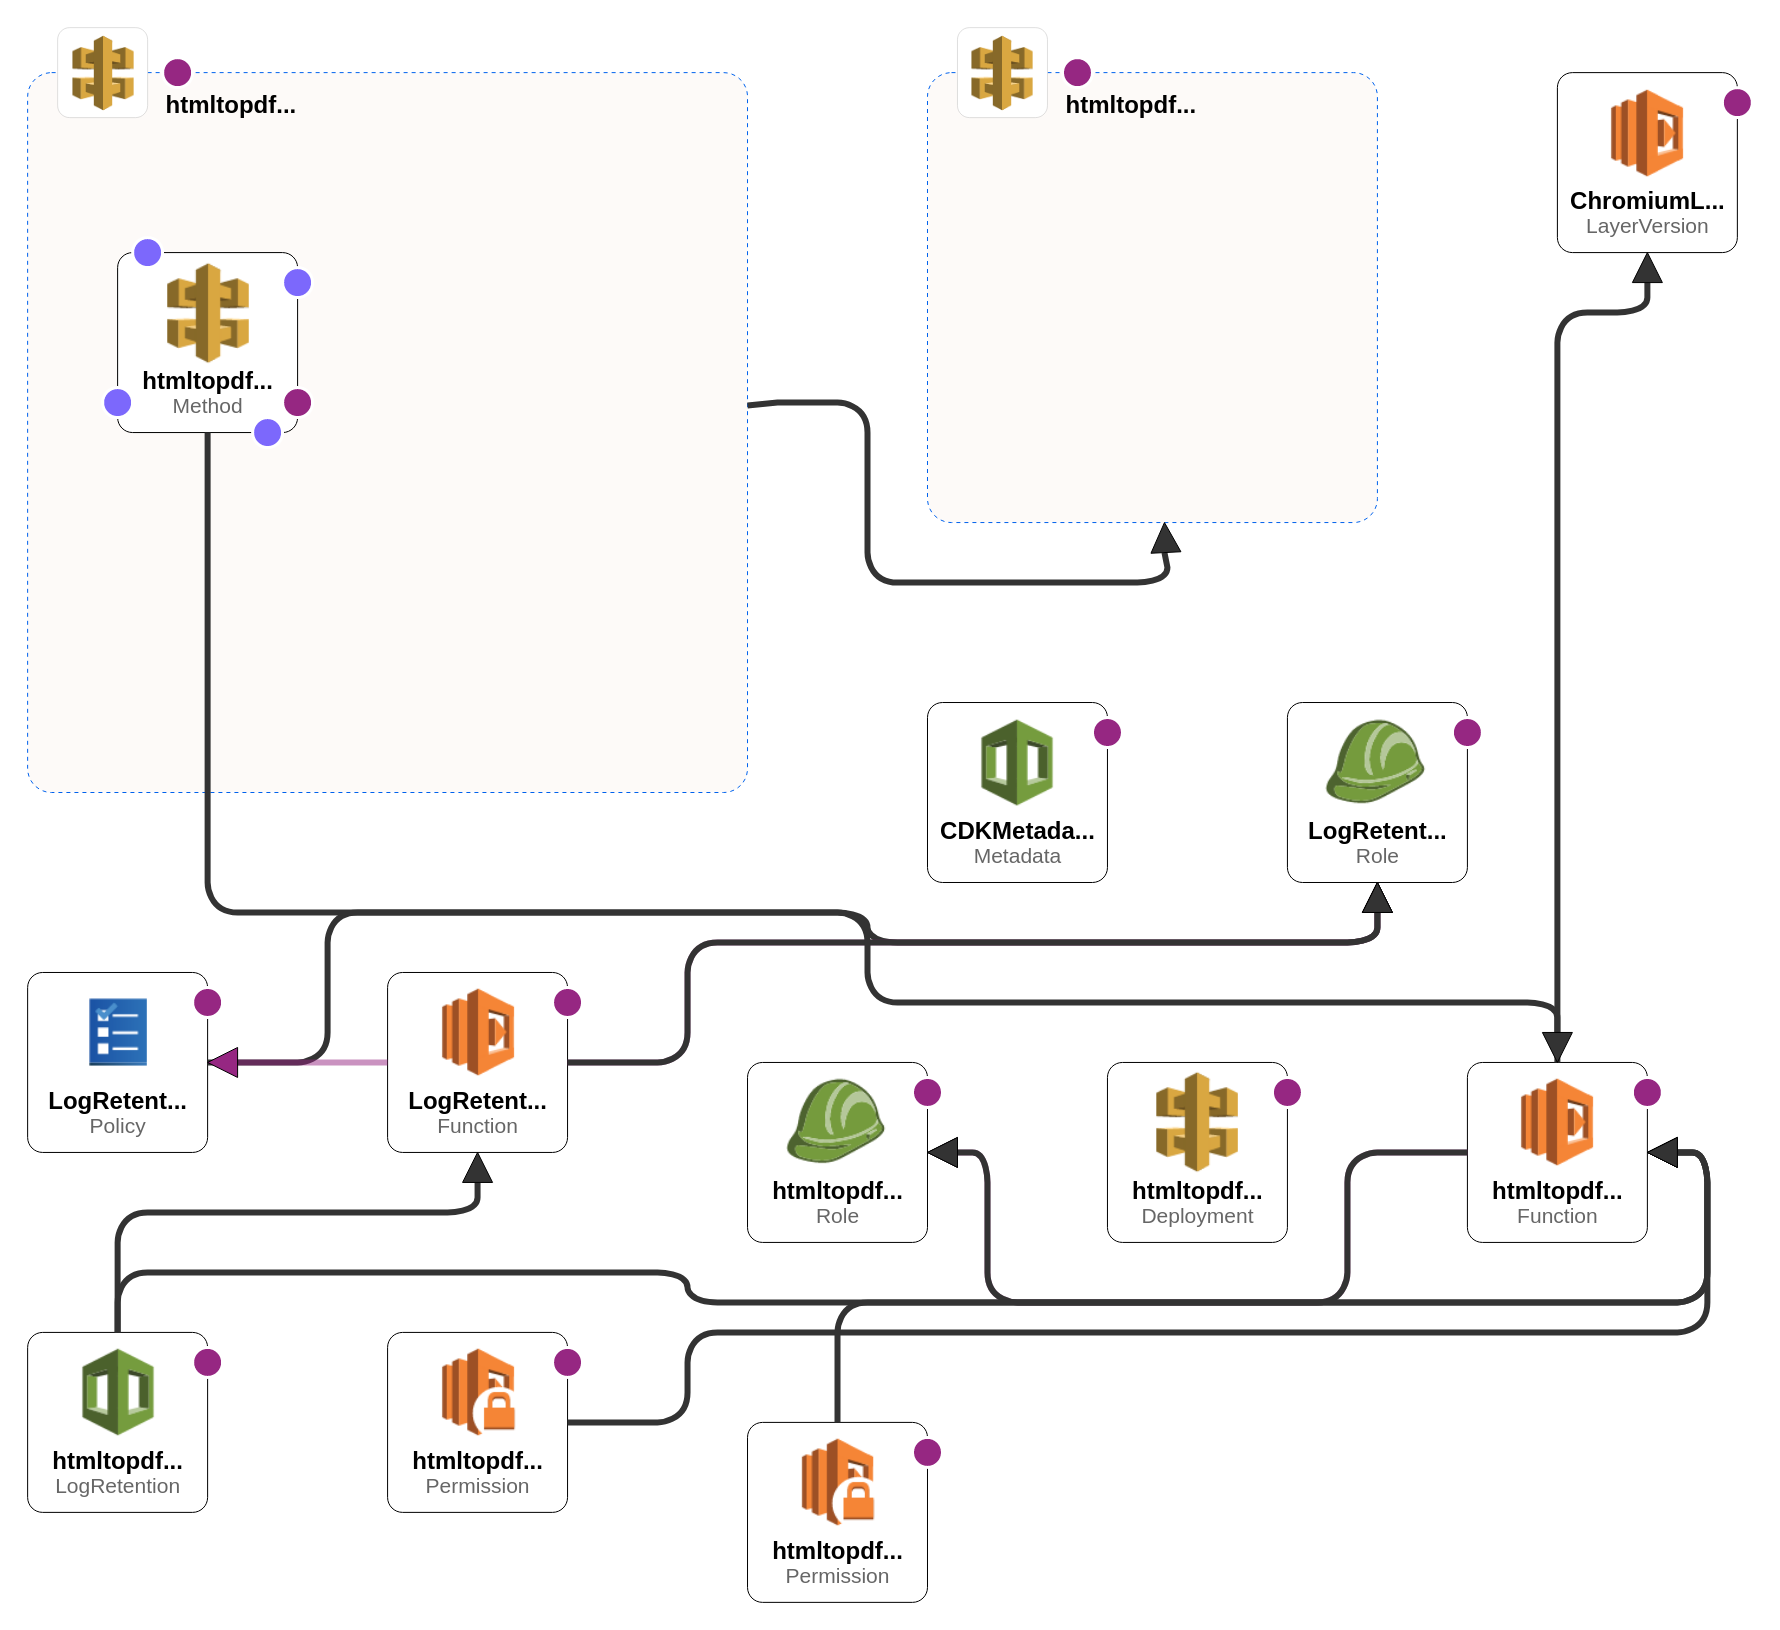 htmltopdf...
htmltopdf...
ChromiumL...
LayerVersion
htmltopdf...
Method
CDKMetada...
Metadata
LogRetent...
Role
LogRetent...
Policy
LogRetent...
Function
htmltopdf...
Role
htmltopdf...
Deployment
htmltopdf...
Function
htmltopdf...
LogRetention
htmltopdf...
Permission
htmltopdf...
Permission